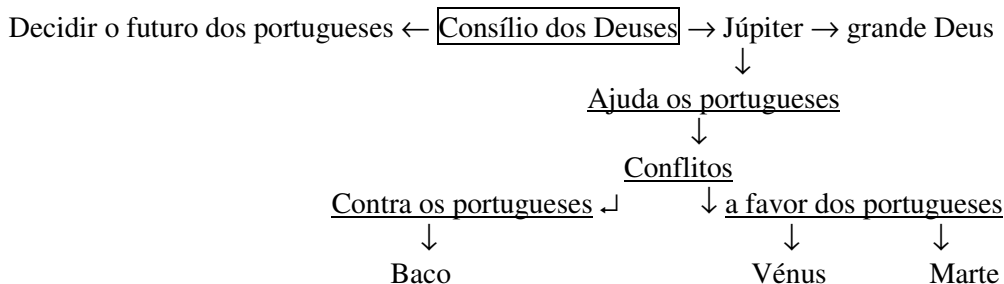 Decidir o futuro dos portugueses ← Consílio dos Deuses → Júpiter → grande Deus
↓
Ajuda os portugueses
↓
Conflitos
Contra os portugueses ↵ ↓ a favor dos portugueses
↓ ↓ ↓
Baco Vénus Marte